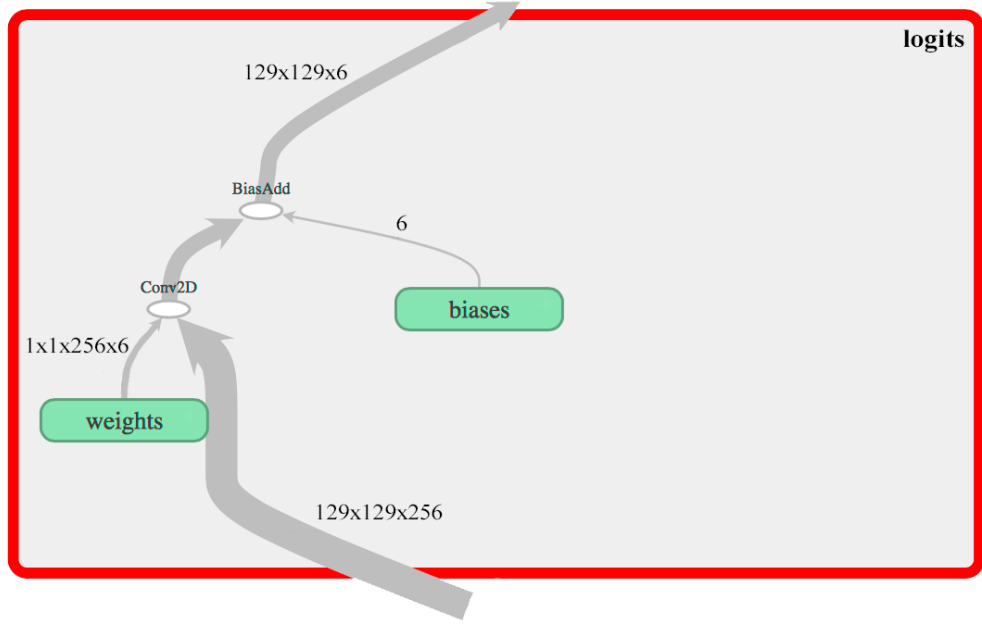 logits
129x129x6
BiasAdd
6
Conv2D
biases
1x1x256x6
weights
129x129x256